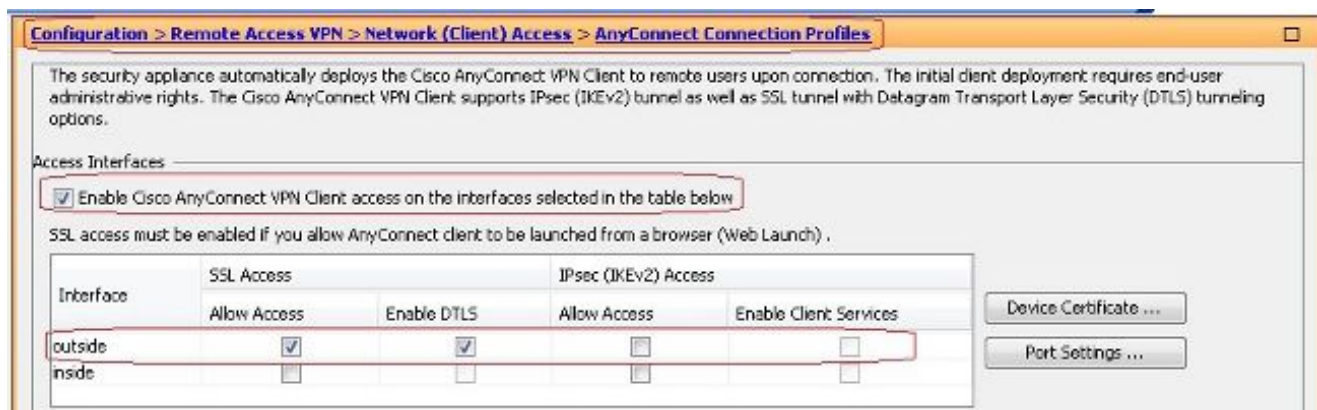 Configuration > Remote Access VPN > Network (Client) Access > AnyConnect Connection Profiles
The security appliance automatically deploys the Cisco AnyConnect VPN Client to remote users upon connection. The initial client deployment requires end-user
administrative rights. The Cisco AnyConnect VPN Client supports IPsec (IKEv2) tunnel as well as SSL tunnel with Datagram Transport Layer Security (DTLS) tunneling
options.
Access Interfaces
Enable Cisco AnyConnect VPN Client access on the interfaces selected in the table below
SSL access must be enabled if you allow AnyConnect client to be launched from a browser (Web Launch) .
Interface
SSL Access
IPsec (IKEv2) Access
Allow Access
Enable DTLS
Allow Access
Enable Client Services
outside
inside
Device Certificate ...
Port Settings ...